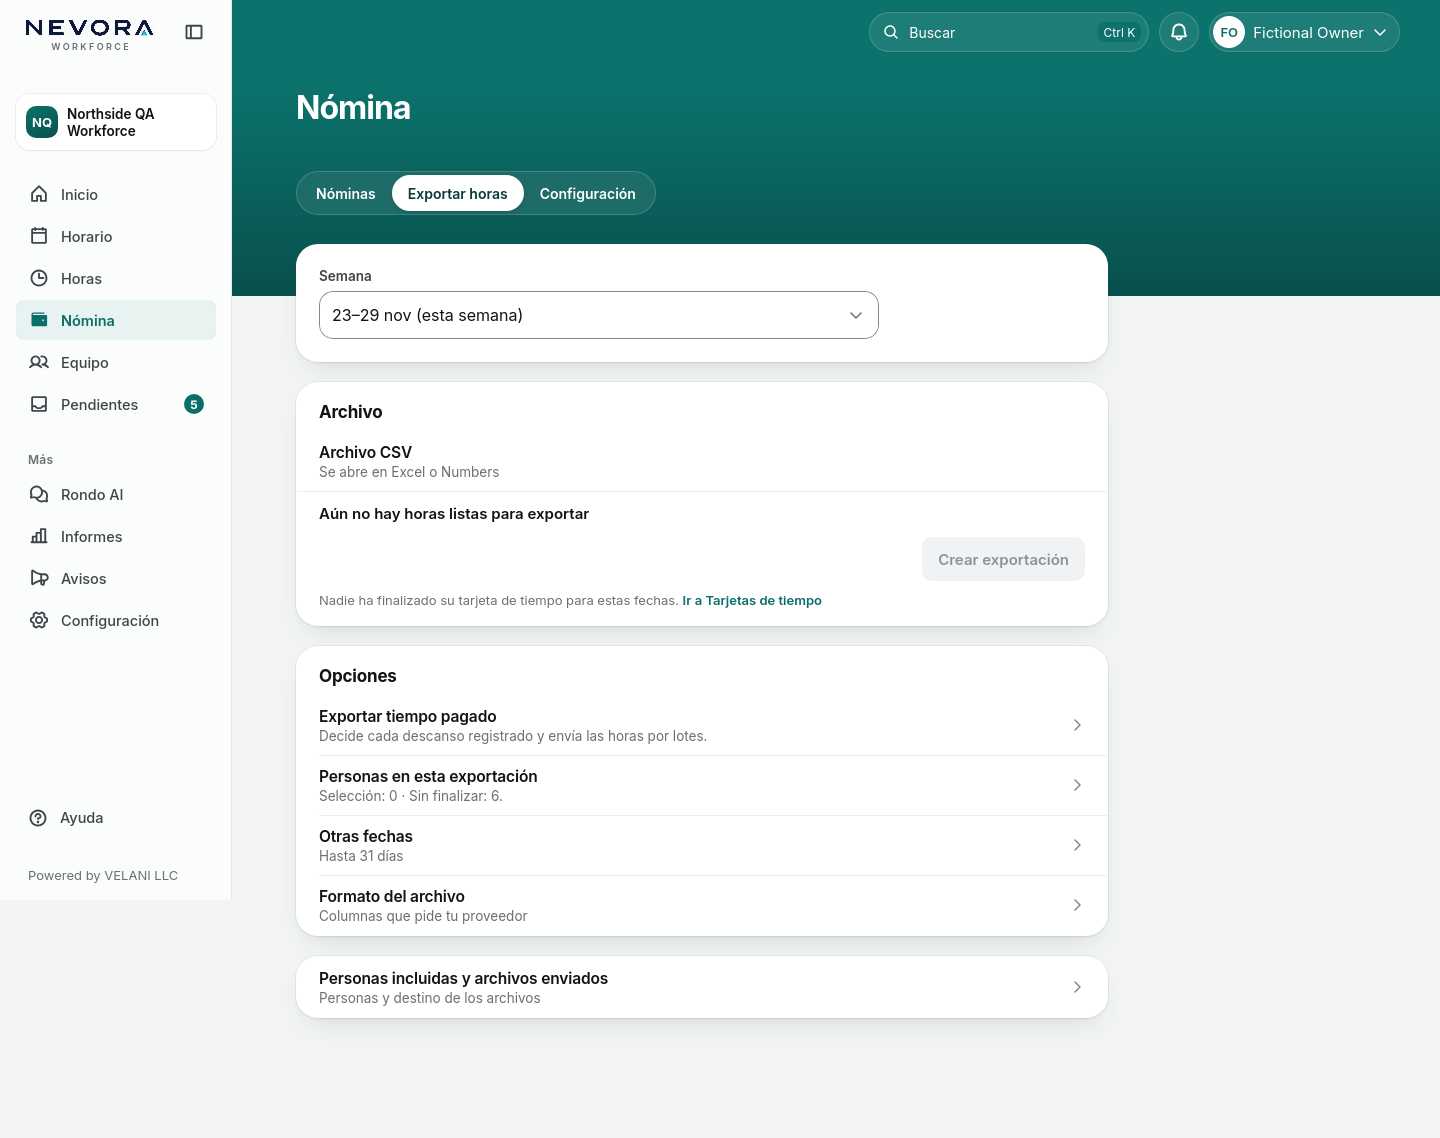 NEVORA
WORKFORCE
Buscar
Ctrl K
FO
Fictional Owner
NQ
Northside QA
Workforce
Inicio
Horario
Horas
Nómina
Equipo
Pendientes
5
Más
Rondo AI
Informes
Avisos
Configuración
Ayuda
Powered by VELANI LLC
Nómina
Nóminas
Exportar horas
Configuración
Semana
23–29 nov (esta semana)
Archivo
Archivo CSV
Se abre en Excel o Numbers
Aún no hay horas listas para exportar
Crear exportación
Nadie ha finalizado su tarjeta de tiempo para estas fechas. Ir a Tarjetas de tiempo
Opciones
Exportar tiempo pagado
Decide cada descanso registrado y envía las horas por lotes.
Personas en esta exportación
Selección: 0 · Sin finalizar: 6.
Otras fechas
Hasta 31 días
Formato del archivo
Columnas que pide tu proveedor
Personas incluidas y archivos enviados
Personas y destino de los archivos